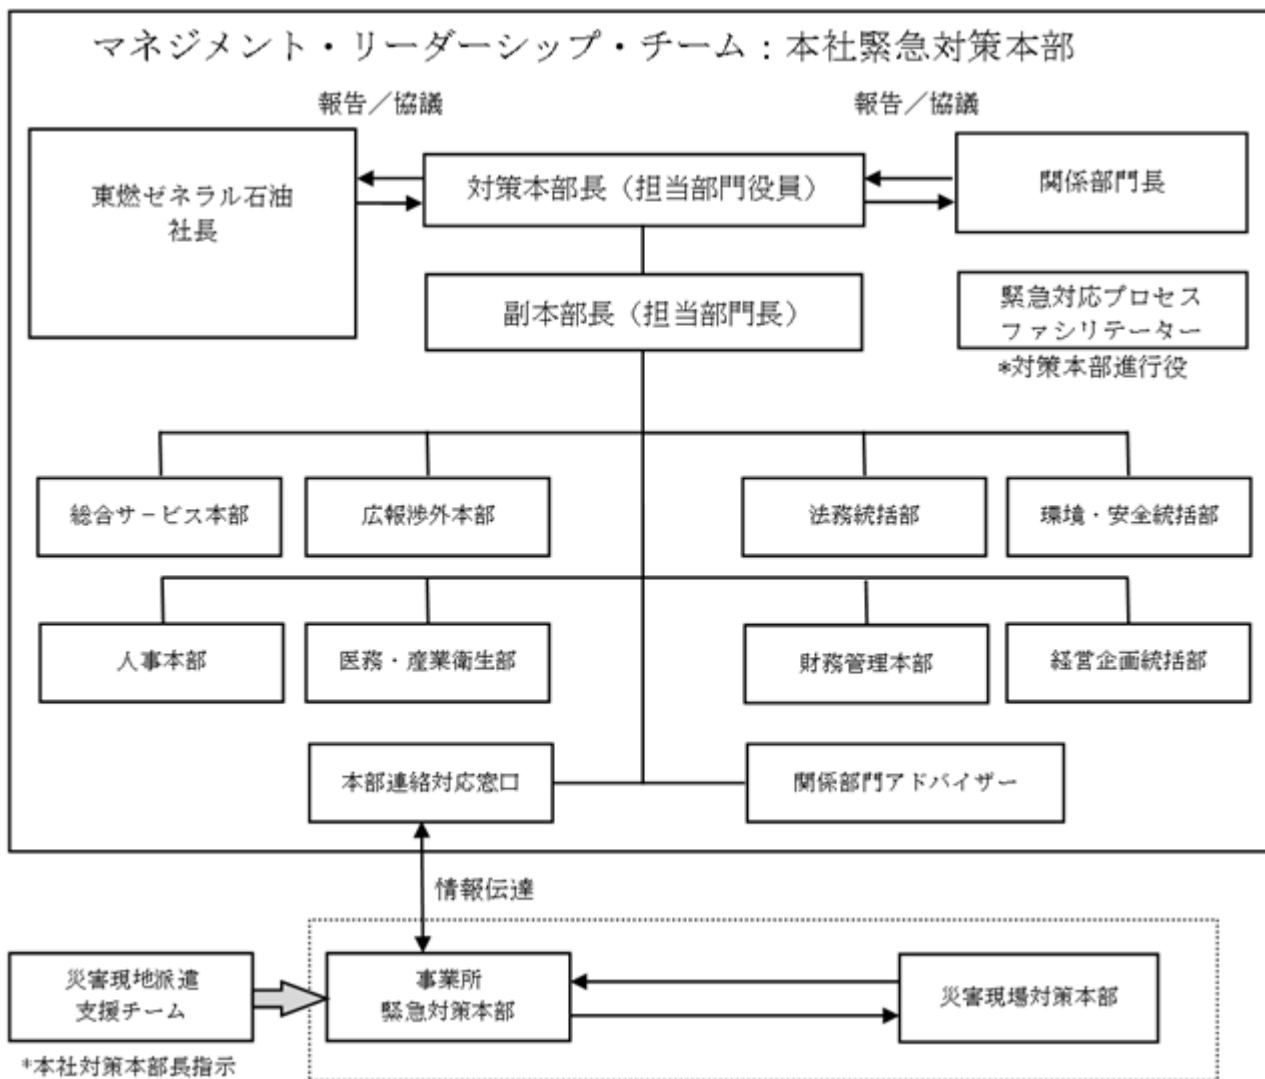 マネジメント・リーダーシップ・チーム：本社緊急対策本部
報告／協議
報告／協議
東燃ゼネラル石油
社長
対策本部長（担当部門役員）
関係部門長
副本部長（担当部門長）
緊急対応プロセス
ファシリテーター
*対策本部進行役
総合サービス本部
広報渉外本部
法務統括部
環境・安全統括部
人事本部
医務・産業衛生部
財務管理本部
経営企画統括部
本部連絡対応窓口
関係部門アドバイザー
情報伝達
災害現地派遣
支援チーム
事業所
緊急対策本部
災害現場対策本部
*本社対策本部長指示